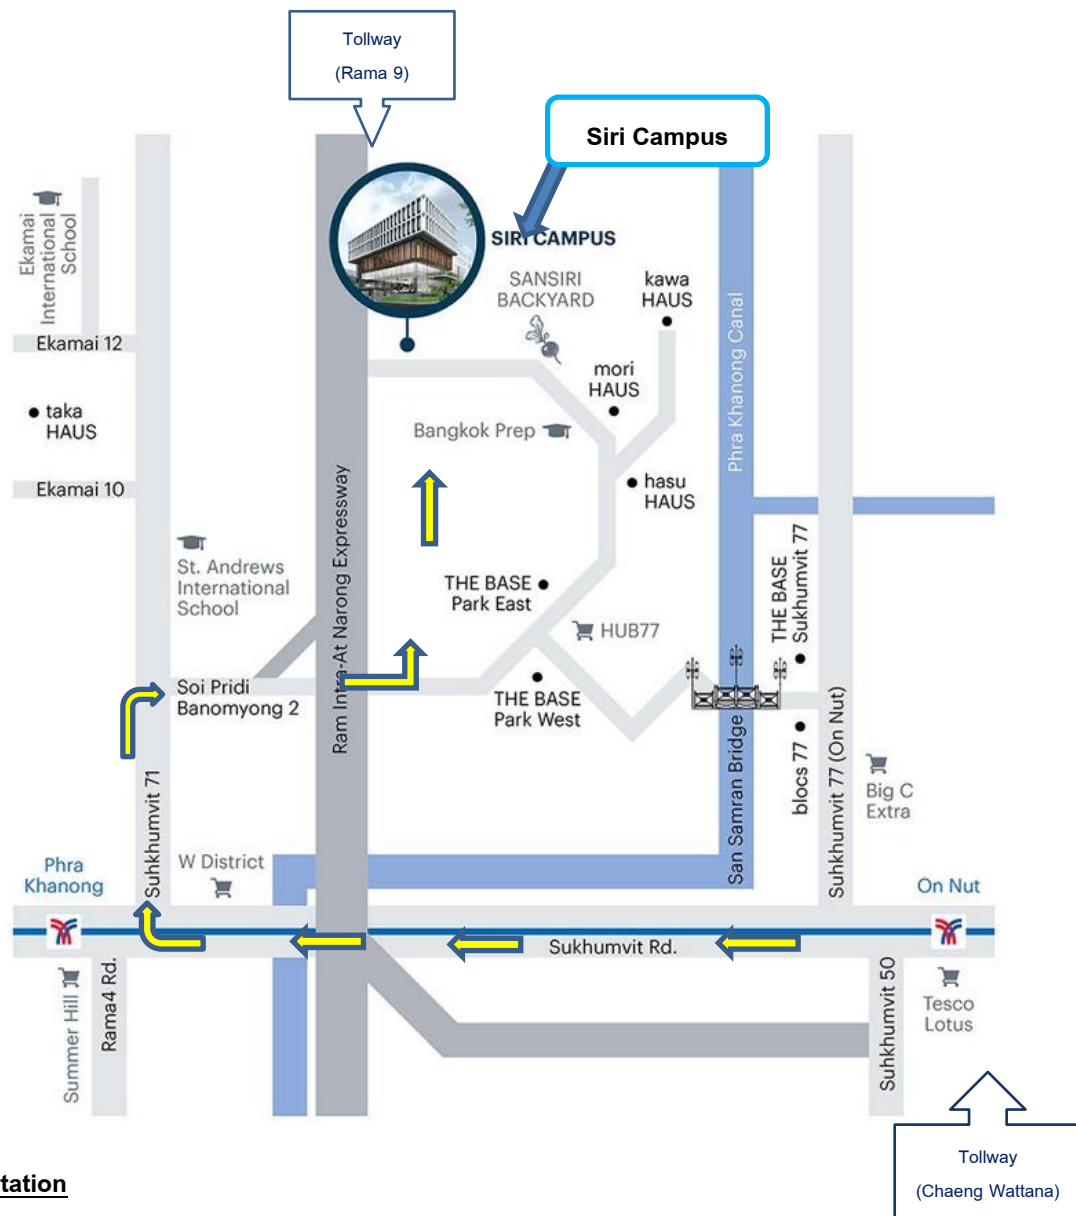 Tollway
(Rama 9)
Siri Campus
SIRI CAMPUS
SANSIRI
BACKYARD
kawa
HAUS
Ekamai
International
School
Ekamai 12
mori
HAUS
Phra Khanong Canal
taka
HAUS
Bangkok Prep
hasu
HAUS
Ekamai 10
Ram Intra-At Narong Expressway
St. Andrews
International
School
THE BASE
Park East
HUB77
THE BASE
Sukhumvit 77
Soi Pridi
Banomyong 2
THE BASE
Park West
San Samran Bridge
blocs 77
Suhkhumvit 77 (On Nut)
Big C
Extra
Suhkhumvit 71
W District
Phra
Khanong
On Nut
Sukhumvit Rd.
Summer Hill
Rama4 Rd.
Suhkhumvit 50
Tesco
Lotus
Tollway
(Chaeng Wattana)
tation